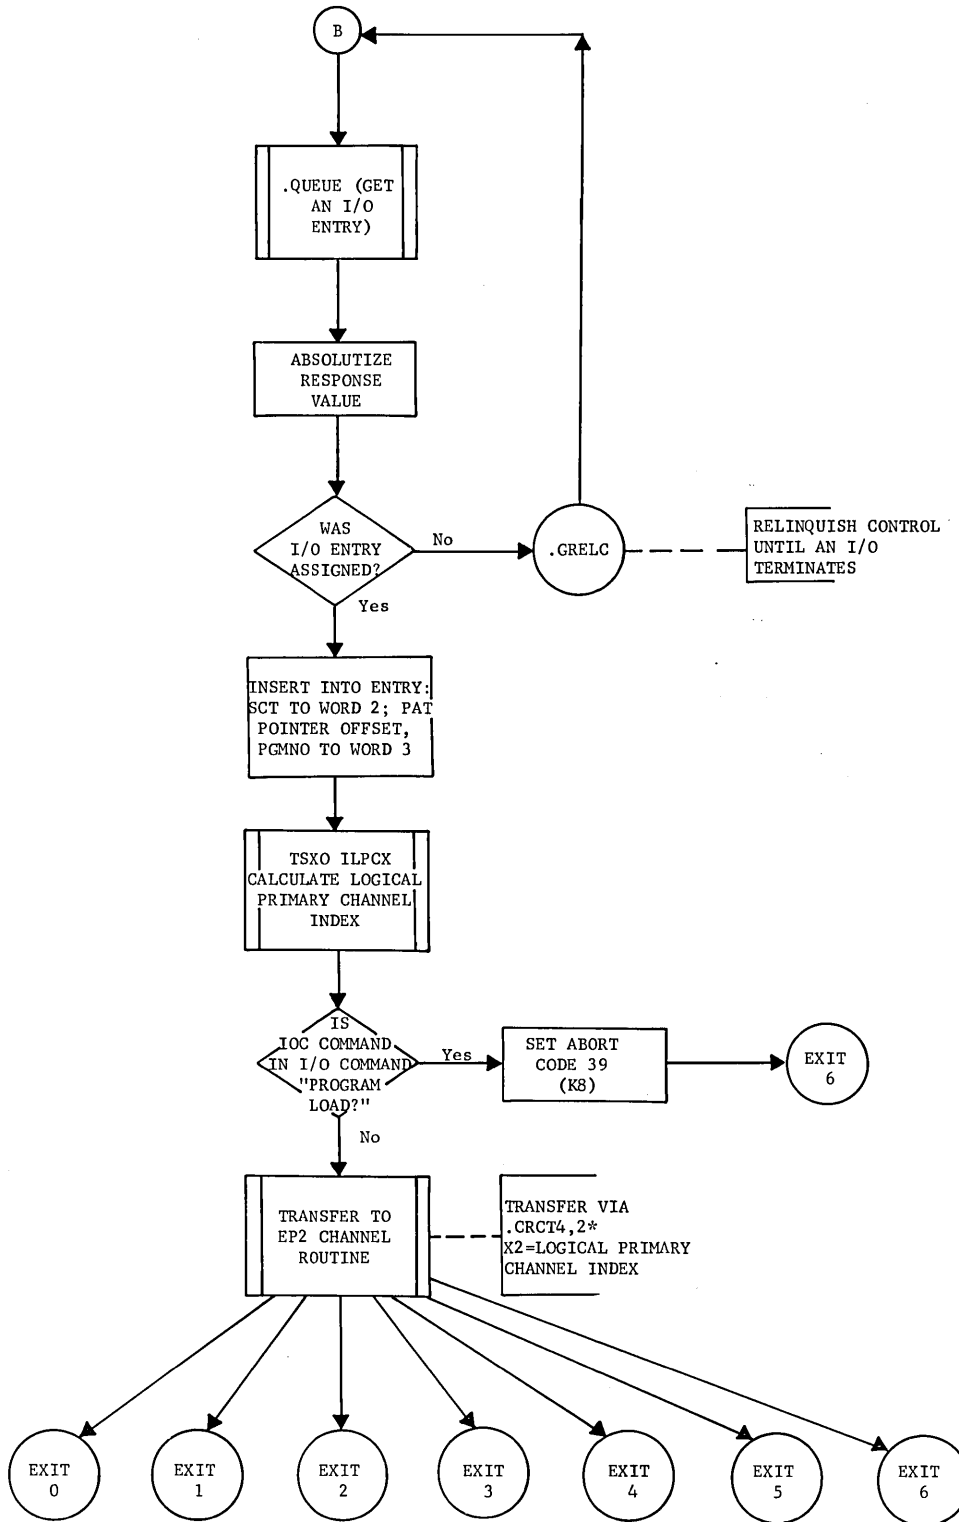 B
.QUEUE (GET
AN I/O
ENTRY)
ABSOLUTIZE
RESPONSE
VALUE
WAS
I/O ENTRY
ASSIGNED?
No
.GRELC
RELINQUISH CONTROL
UNTIL AN I/O
TERMINATES
Yes
INSERT INTO ENTRY:
SCT TO WORD 2; PAT
POINTER OFFSET,
PGMNO TO WORD 3
TSXO ILPCX
CALCULATE LOGICAL
PRIMARY CHANNEL
INDEX
IS
IOC COMMAND
IN I/O COMMAND
"PROGRAM
LOAD?"
Yes
SET ABORT
CODE 39
(K8)
EXIT
6
No
TRANSFER TO
EP2 CHANNEL
ROUTINE
TRANSFER VIA
.CRCT4,2*
X2=LOGICAL PRIMARY
CHANNEL INDEX
EXIT
0
EXIT
1
EXIT
2
EXIT
3
EXIT
4
EXIT
5
EXIT
6